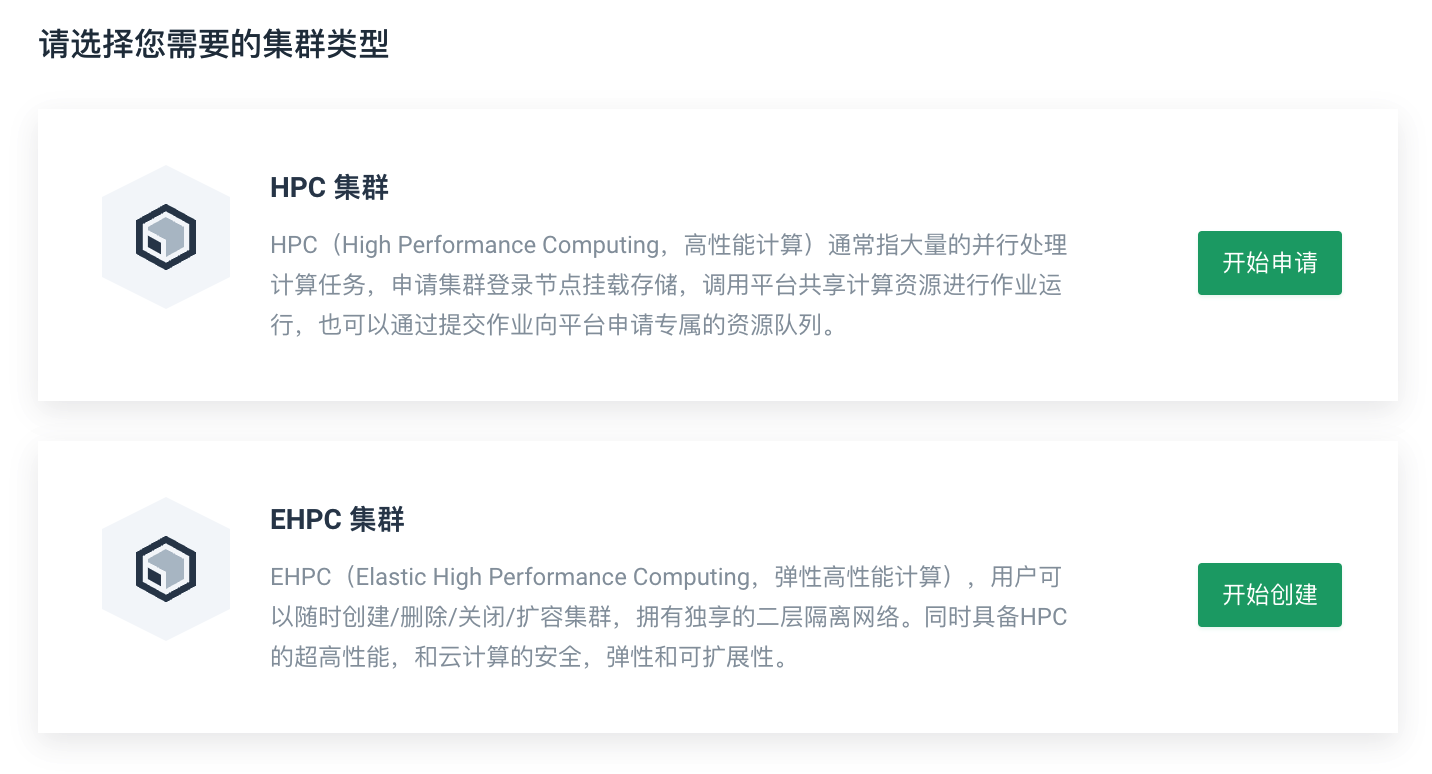 请选择您需要的集群类型
HPC 集群
HPC（High Performance Computing，高性能计算）通常指大量的并行处理
计算任务，申请集群登录节点挂载存储，调用平台共享计算资源进行作业运
行，也可以通过提交作业向平台申请专属的资源队列。
开始申请
EHPC 集群
EHPC（Elastic High Performance Computing，弹性高性能计算），用户可
以随时创建/删除/关闭/扩容集群，拥有独享的二层隔离网络。同时具备HPC
的超高性能，和云计算的安全，弹性和可扩展性。
开始创建